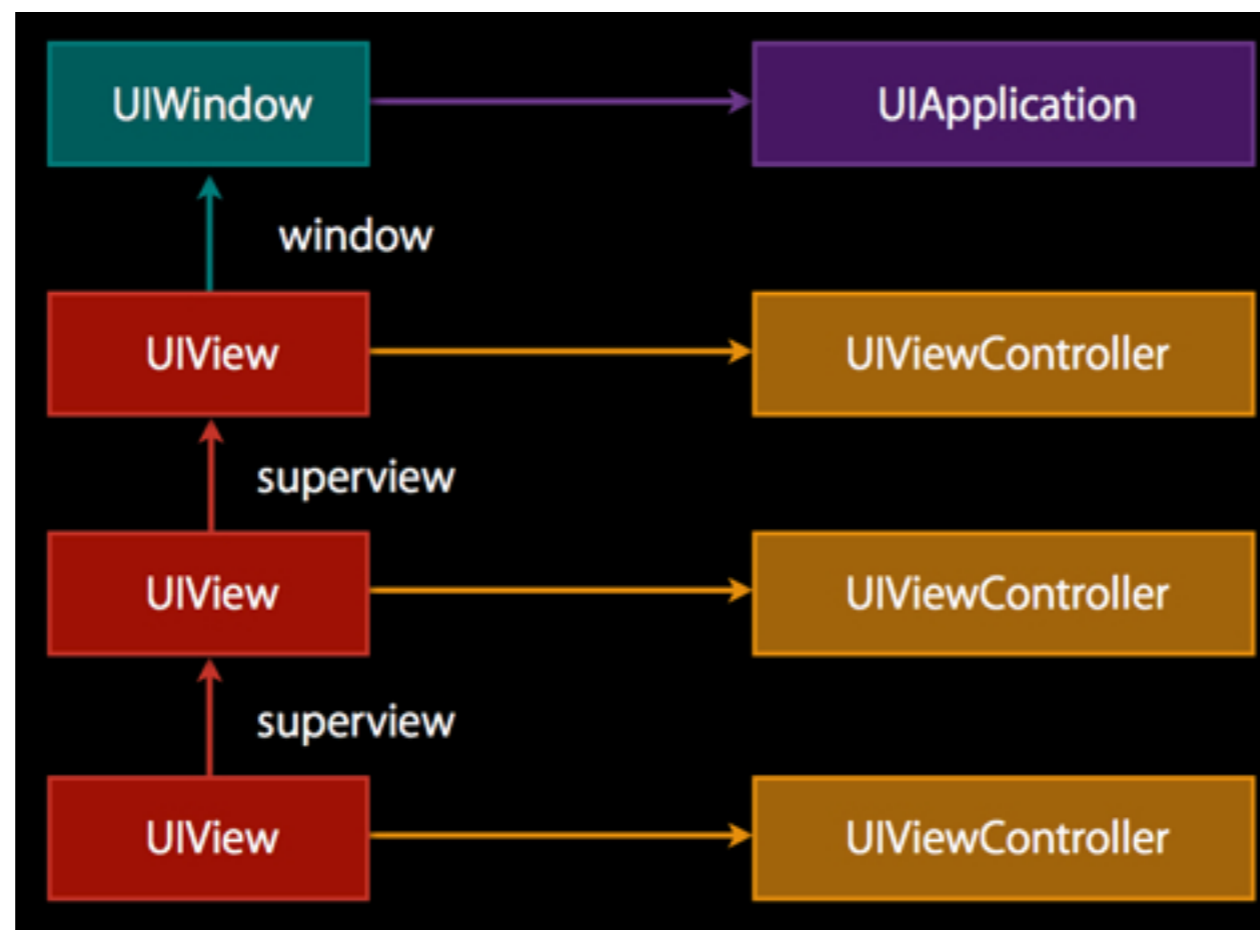 UIWindow
UIApplication
window
UIView
UIViewController
superview
UIView
UIViewController
superview
UIView
UIViewController